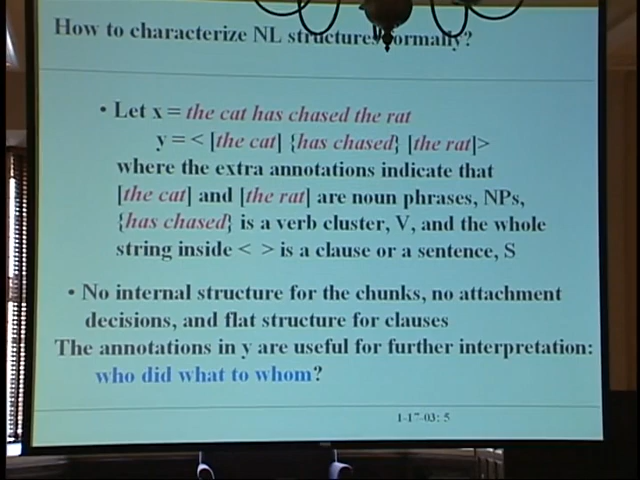 How to characterize NL structures formally?
• Let x = the cat has chased the rat
y = < [the cat] {has chased} [the rat]>
where the extra annotations indicate that
[the cat] and [the rat] are noun phrases, NPs,
{has chased} is a verb cluster, V, and the whole
string inside < > is a clause or a sentence, S
• No internal structure for the chunks, no attachment
decisions, and flat structure for clauses
The annotations in y are useful for further interpretation:
who did what to whom?
1-17-03: 5